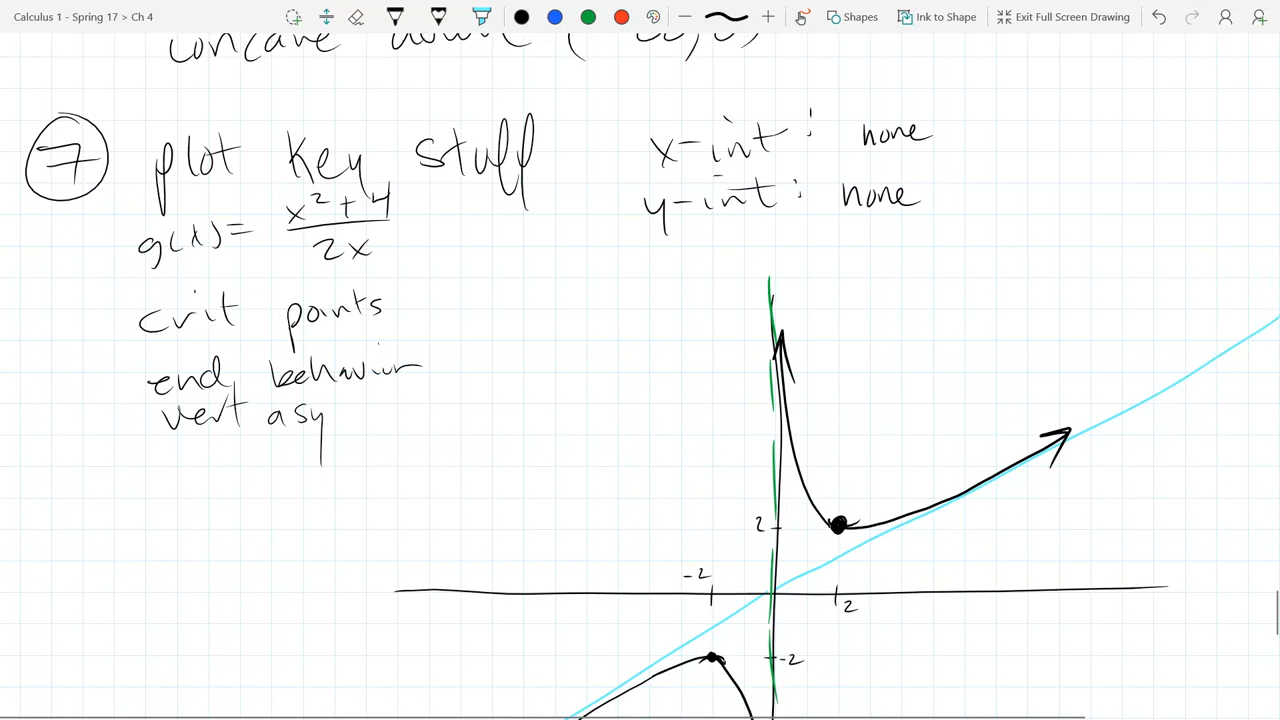 Calculus 1 - Spring 17 > Ch 4
Shapes
Ink to Shape
Exit Full Screen Drawing
concave
7
plot key stuff
g(x) = x² + 4 / 2x
crit points
end behavior
vert asy
x-int : none
y-int : none
2
-2
2
-2